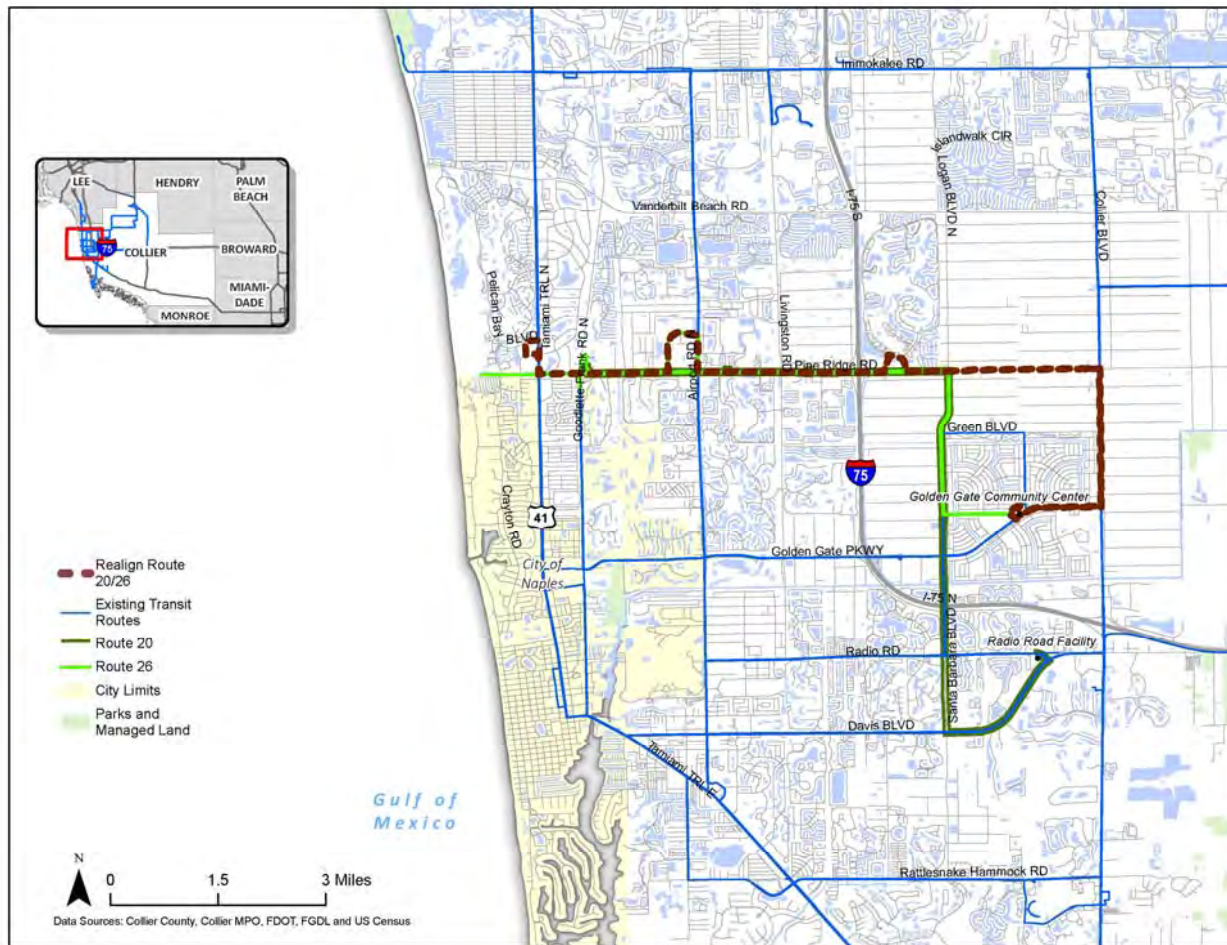 Immokalee RD
Islandwalk CIR
Logan BLVD N
Collier BLVD
LEE
HENDRY
PALM
BEACH
75
COLLIER
BROWARD
MIAMI-
DADE
MONROE
Vanderbilt Beach RD
I-75 S
Pelican Bay
BLVD
Tamiami TRL N
Goodlette Frank RD N
Airport RD
Livingston RD
Pine Ridge RD
Green BLVD
75
Golden Gate Community Center
Crayton RD
41
City of
Naples
Golden Gate PKWY
I-75 N
Santa Barbara BLVD
Radio Road Facility
Radio RD
Davis BLVD
Tamiami TRL E
Rattlesnake Hammock RD
Realign Route
20/26
Existing Transit
Routes
Route 20
Route 26
City Limits
Parks and
Managed Land
Gulf of
Mexico
N
0 1.5 3 Miles
Data Sources: Collier County, Collier MPO, FDOT, FGDL and US Census